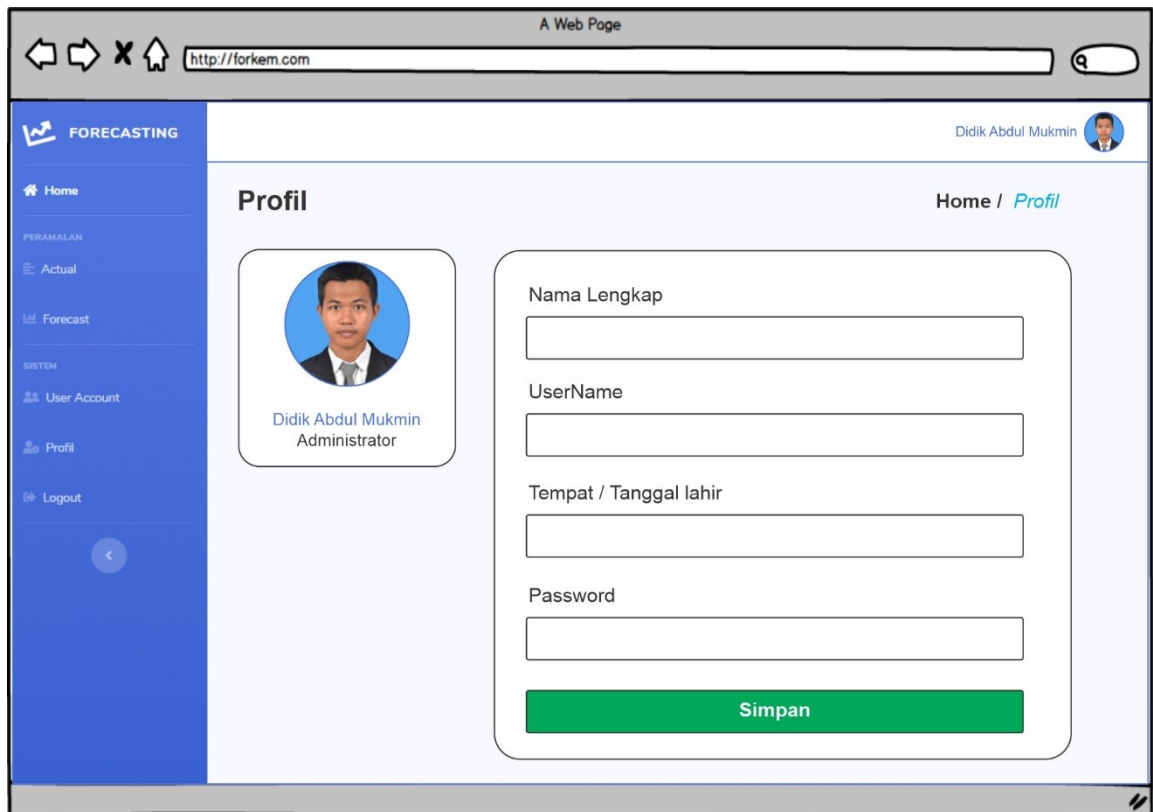 A Web Page
http://forkem.com
FORECASTING
Didik Abdul Mukmin
Home
PERAMALAN
Actual
Forecast
SISTEM
User Account
Profil
Logout
Profil
Home / Profil
Didik Abdul Mukmin
Administrator
Nama Lengkap
UserName
Tempat / Tanggal lahir
Password
Simpan